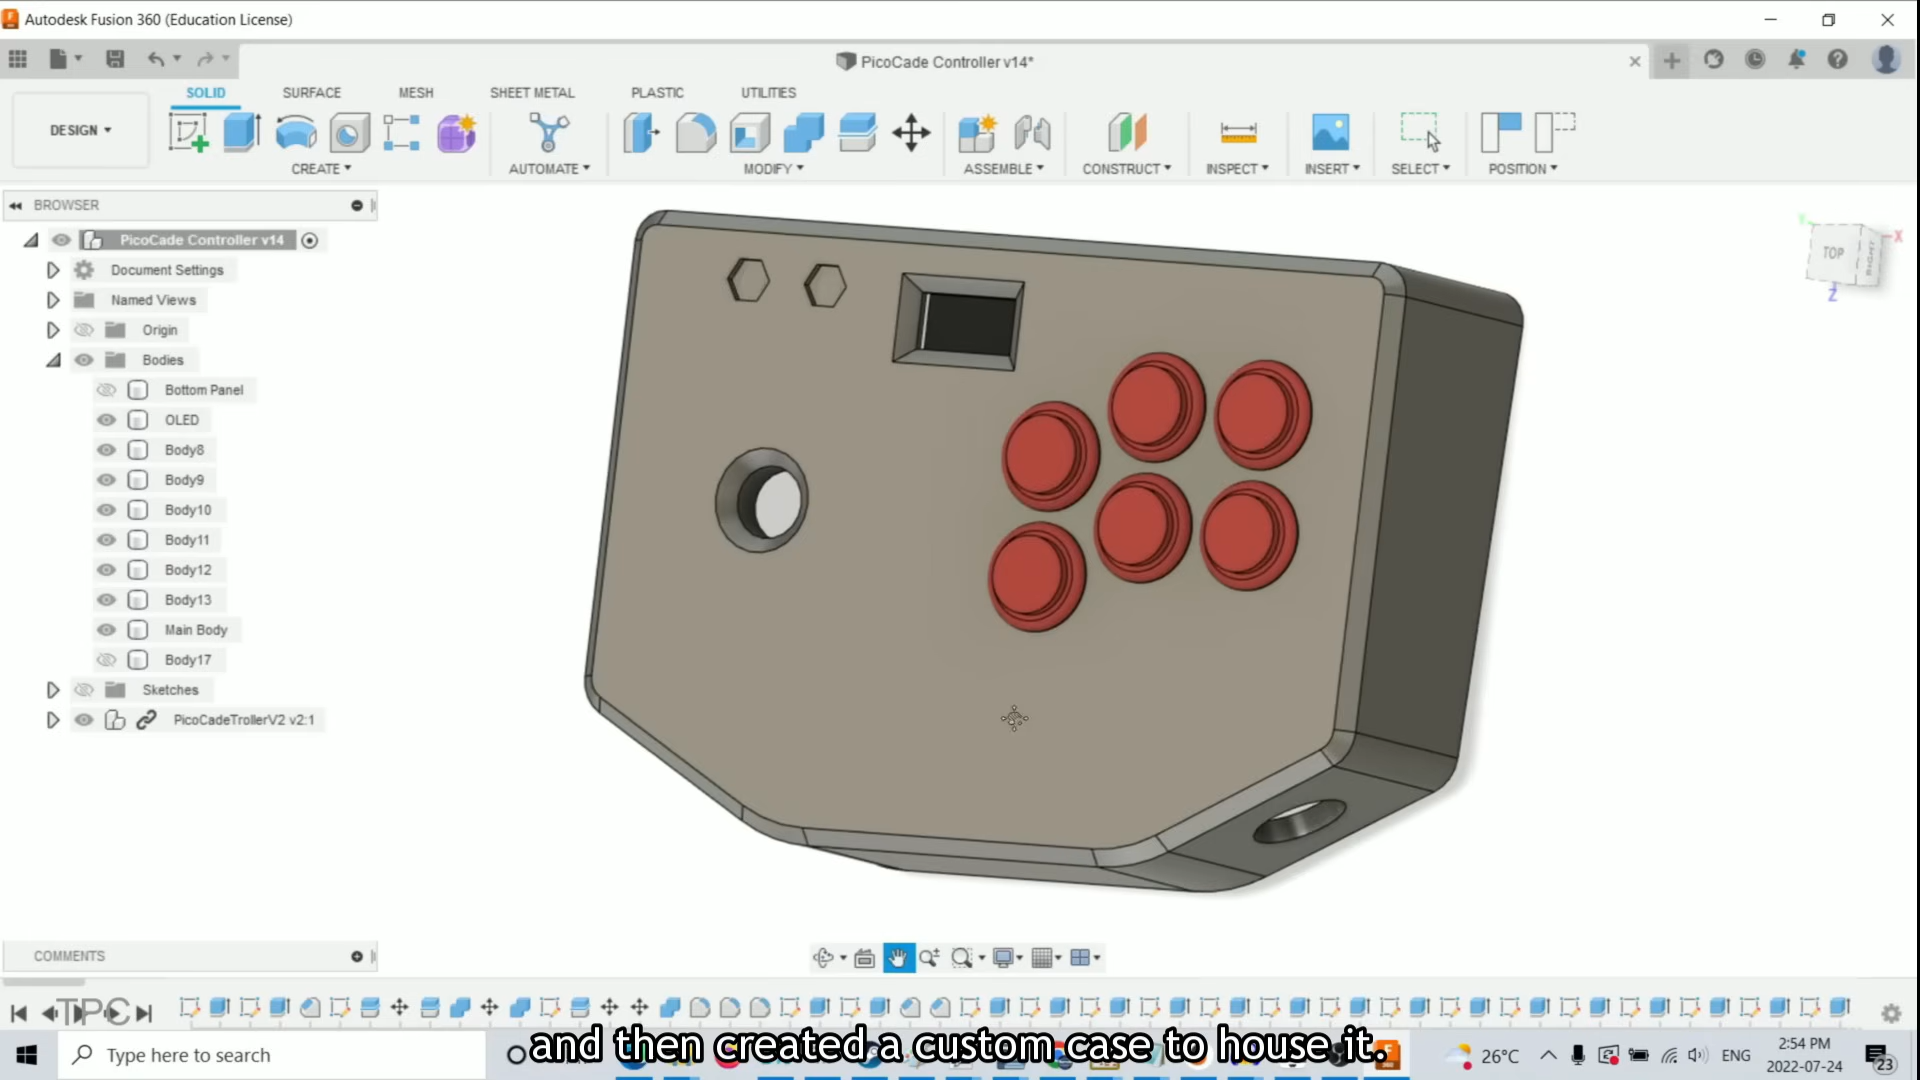 Autodesk Fusion 360 (Education License)
PicoCade Controller v14*
SOLID
SURFACE
MESH
SHEET METAL
PLASTIC
UTILITIES
DESIGN
CREATE
AUTOMATE
MODIFY
ASSEMBLE
CONSTRUCT
INSPECT
INSERT
SELECT
POSITION
BROWSER
PicoCade Controller v14
Document Settings
Named Views
Origin
Bodies
Bottom Panel
OLED
Body8
Body9
Body10
Body11
Body12
Body13
Main Body
Body17
Sketches
PicoCadeTrollerV2 v2:1
TOP
RIGHT
X
Y
Z
COMMENTS
TPC
and then created a custom case to house it.
Type here to search
26°C
ENG
2:54 PM
2022-07-24
23